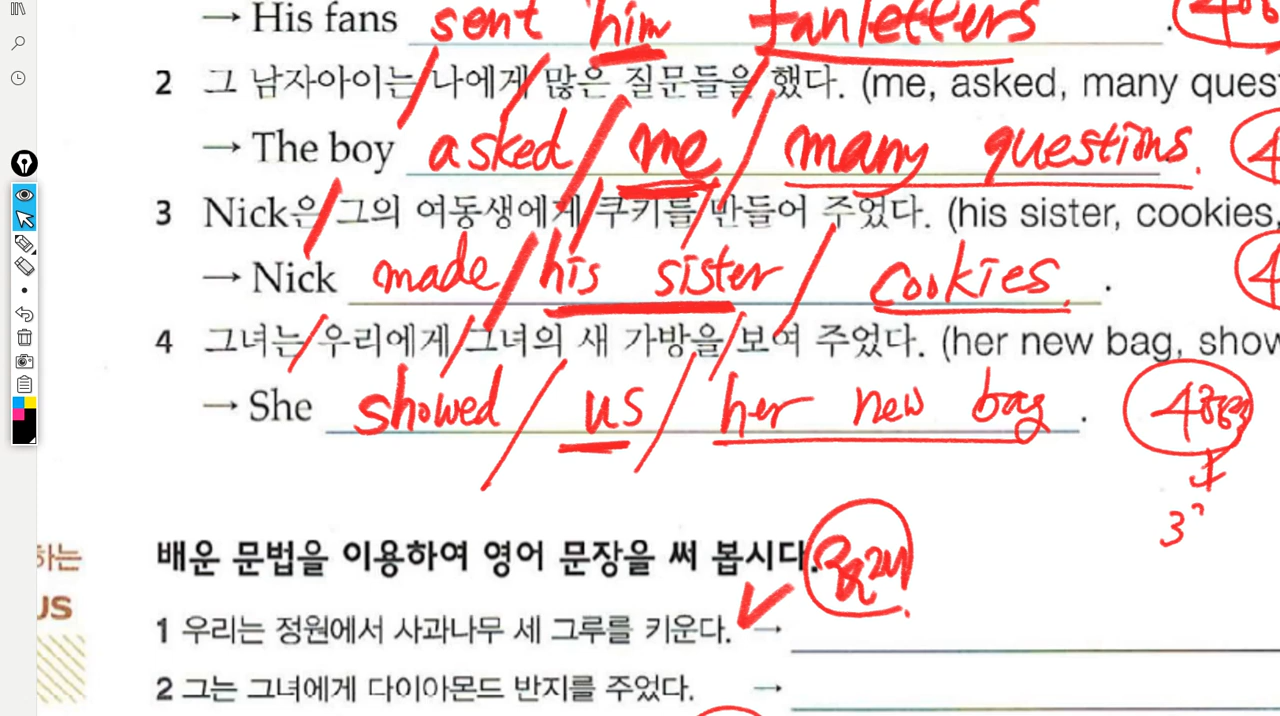 → His fans sent him fanletters .
2 그 남자아이는 나에게 많은 질문들을 했다. (me, asked, many ques
→ The boy asked me many questions.
3 Nick은 그의 여동생에게 쿠키를 만들어 주었다. (his sister, cookies,
→ Nick made his sister cookies.
4 그녀는 우리에게 그녀의 새 가방을 보여 주었다. (her new bag, show
→ She showed us her new bag . 4형식
3
하는
US
배운 문법을 이용하여 영어 문장을 써 봅시다.
1 우리는 정원에서 사과나무 세 그루를 키운다. →
2 그는 그녀에게 다이아몬드 반지를 주었다. →